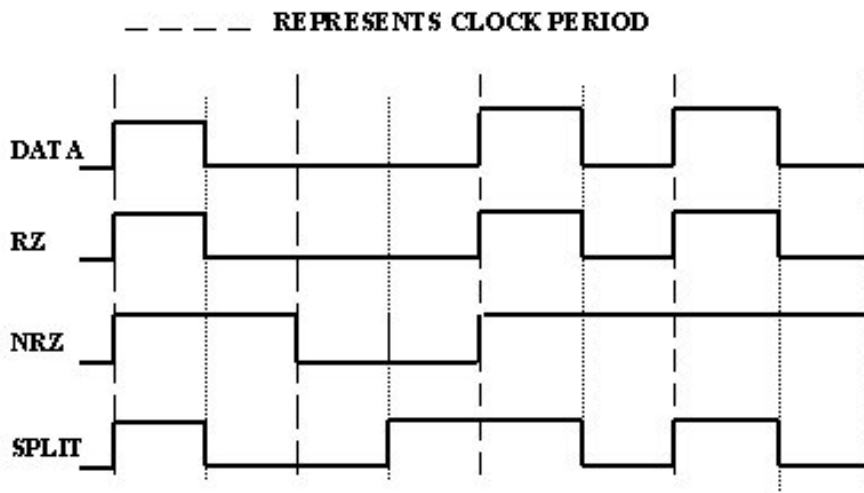 REPRESENTS CLOCK PERIOD
DATA
RZ
NRZ
SPLIT